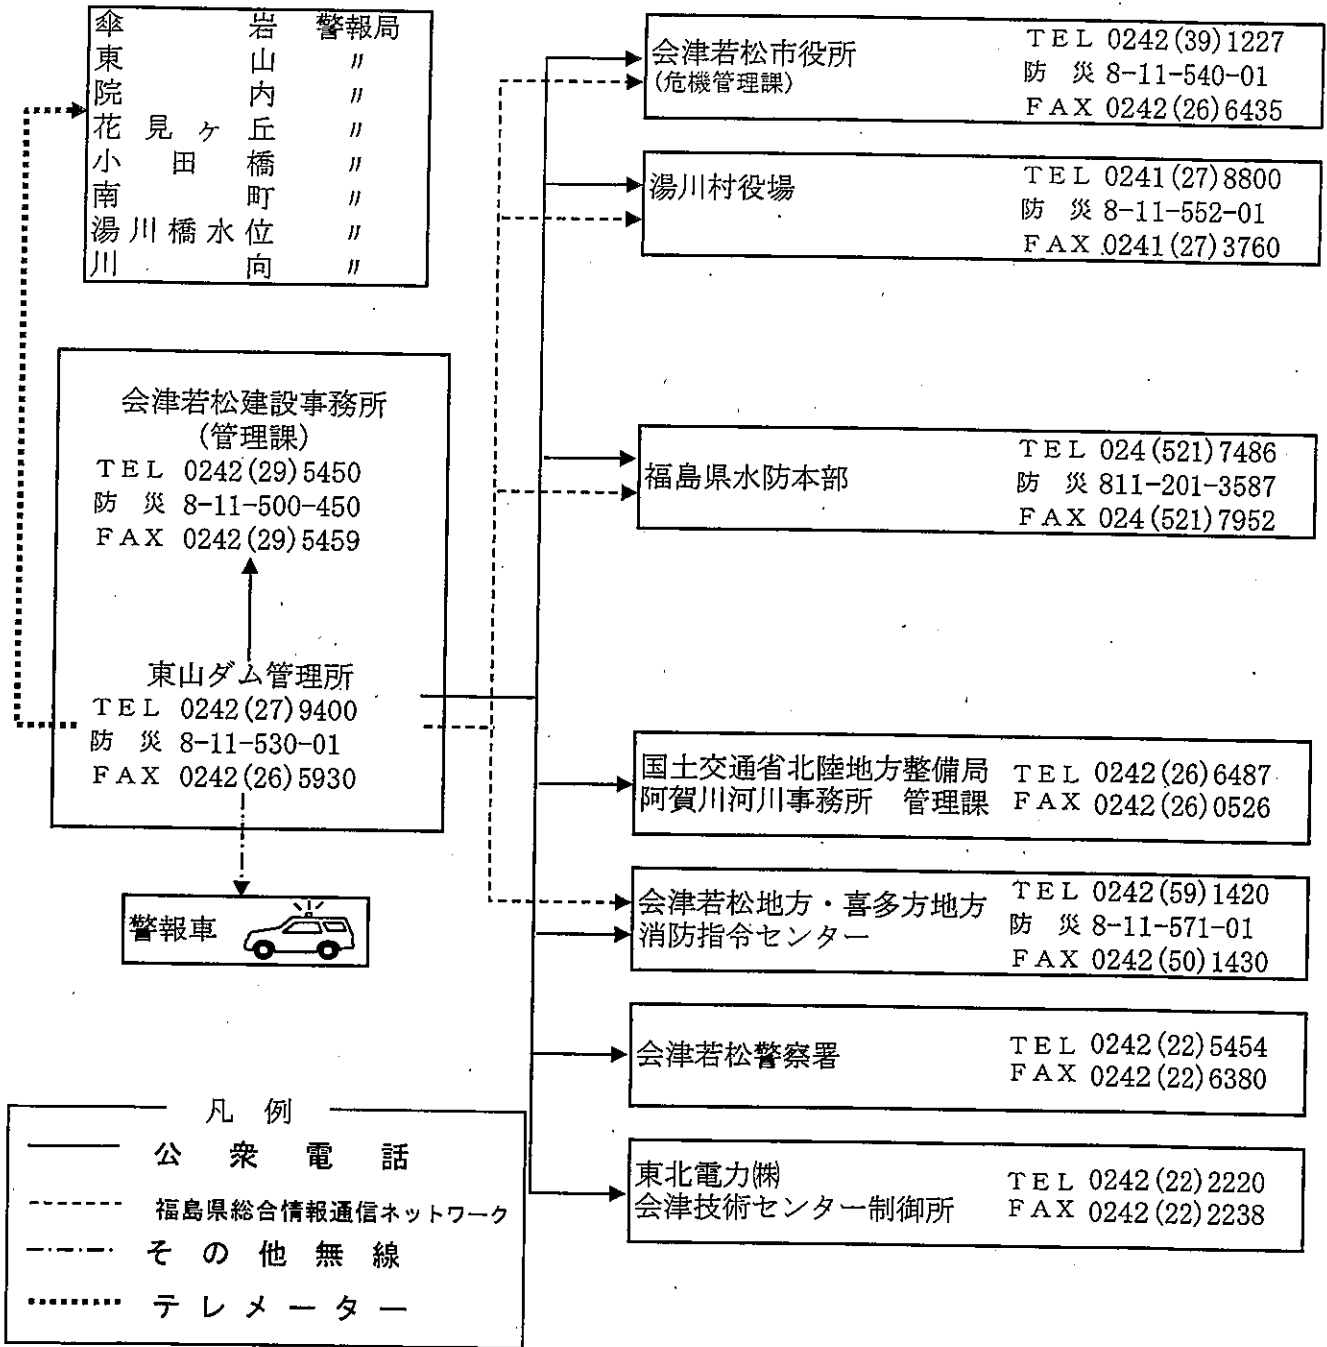 傘岩 警報局
東山 〃
院内 〃
花見ヶ丘 〃
小田橋 〃
南町 〃
湯川橋水位 〃
川向 〃
会津若松建設事務所
(管理課)
TEL 0242(29)5450
防災 8-11-500-450
FAX 0242(29)5459
東山ダム管理所
TEL 0242(27)9400
防災 8-11-530-01
FAX 0242(26)5930
警報車
会津若松市役所
(危機管理課)
TEL 0242(39)1227
防災 8-11-540-01
FAX 0242(26)6435
湯川村役場
TEL 0241(27)8800
防災 8-11-552-01
FAX 0241(27)3760
福島県水防本部
TEL 024(521)7486
防災 811-201-3587
FAX 024(521)7952
国土交通省北陸地方整備局
阿賀川河川事務所 管理課
TEL 0242(26)6487
FAX 0242(26)0526
会津若松地方・喜多方地方
消防指令センター
TEL 0242(59)1420
防災 8-11-571-01
FAX 0242(50)1430
会津若松警察署
TEL 0242(22)5454
FAX 0242(22)6380
東北電力㈱
会津技術センター制御所
TEL 0242(22)2220
FAX 0242(22)2238
凡例
公衆電話
福島県総合情報通信ネットワーク
その他無線
テレメーター